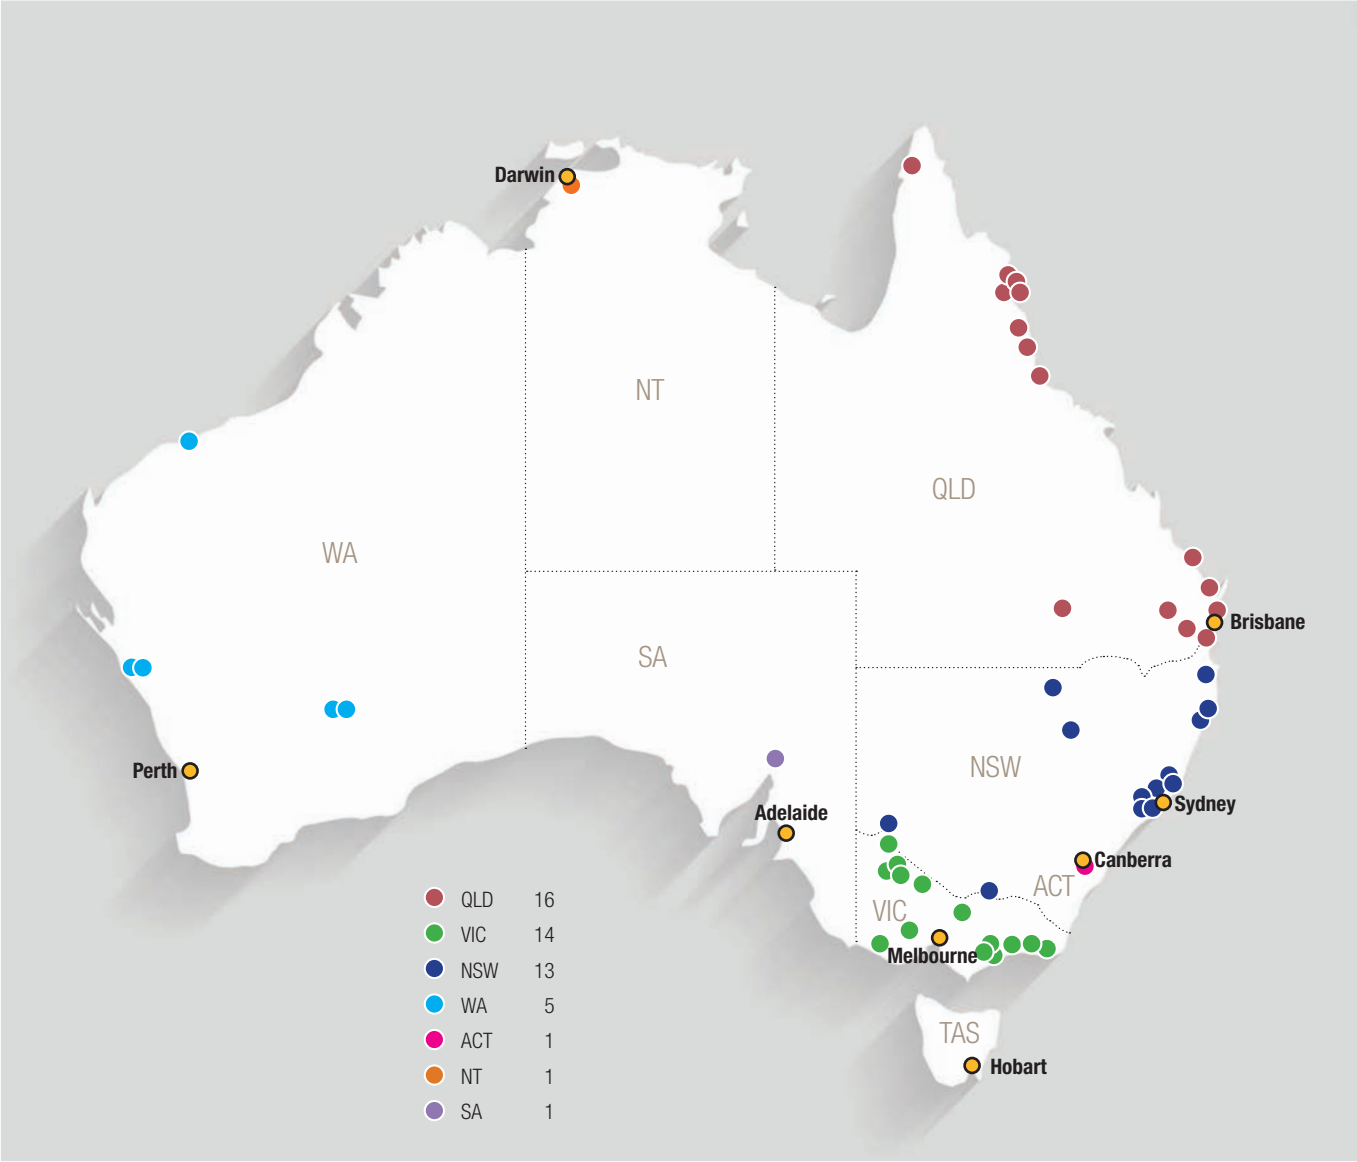 Darwin
NT
QLD
WA
SA
Brisbane
NSW
Perth
Adelaide
Sydney
Canberra
ACT
VIC
Melbourne
TAS
Hobart
QLD 16
VIC 14
NSW 13
WA 5
ACT 1
NT 1
SA 1